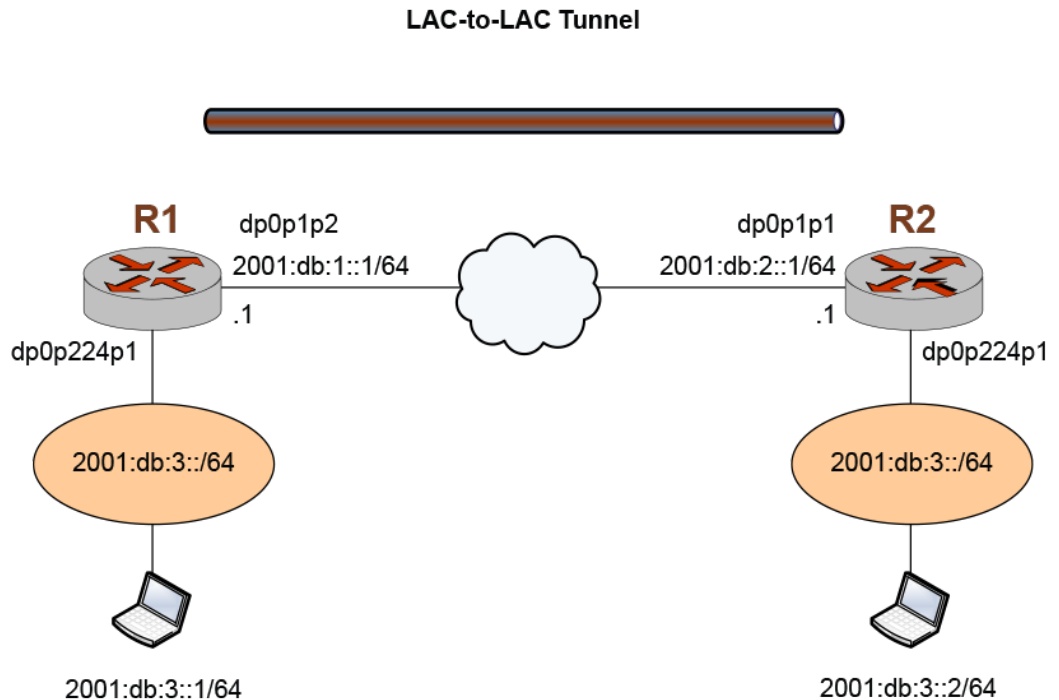 LAC-to-LAC Tunnel
R1
dp0p1p2
dp0p1p1
R2
2001:db:1::1/64
2001:db:2::1/64
.1
.1
dp0p224p1
dp0p224p1
2001:db:3::/64
2001:db:3::/64
2001:db:3::1/64
2001:db:3::2/64